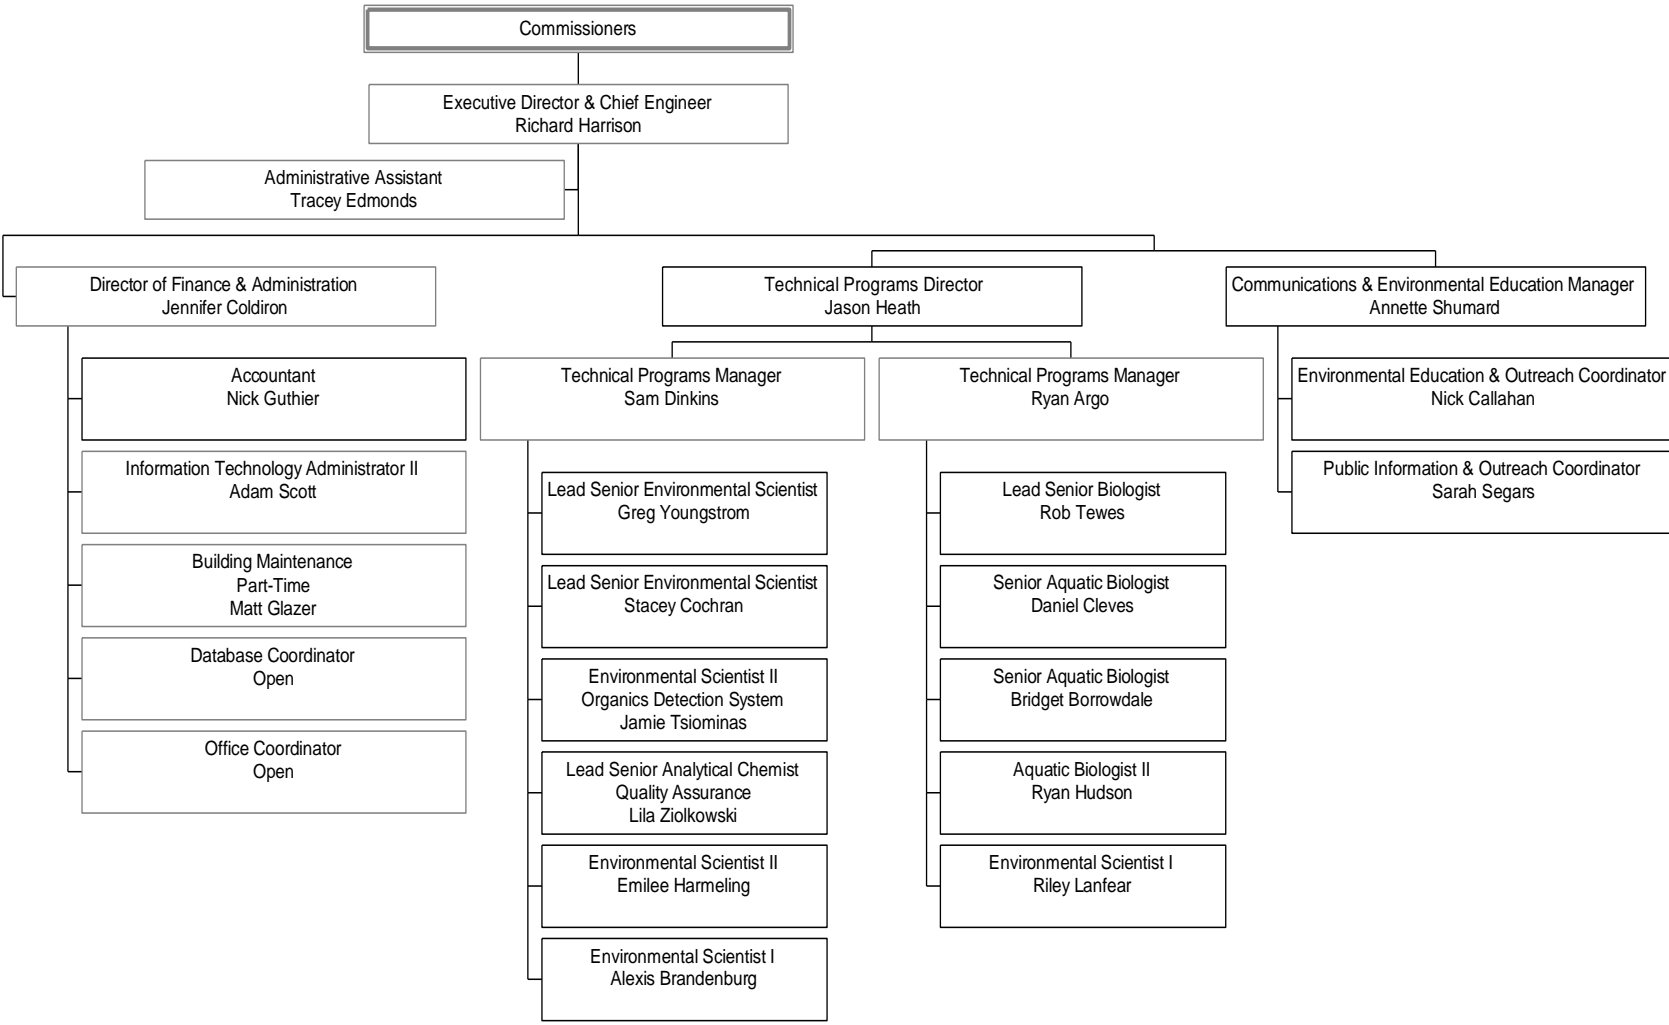 Commissioners
Executive Director & Chief Engineer
Richard Harrison
Administrative Assistant
Tracey Edmonds
Director of Finance & Administration
Jennifer Coldiron
Technical Programs Director
Jason Heath
Communications & Environmental Education Manager
Annette Shumard
Accountant
Nick Guthier
Information Technology Administrator II
Adam Scott
Building Maintenance
Part-Time
Matt Glazer
Database Coordinator
Open
Office Coordinator
Open
Technical Programs Manager
Sam Dinkins
Lead Senior Environmental Scientist
Greg Youngstrom
Lead Senior Environmental Scientist
Stacey Cochran
Environmental Scientist II
Organics Detection System
Jamie Tsiominas
Lead Senior Analytical Chemist
Quality Assurance
Lila Ziolkowski
Environmental Scientist II
Emilee Harmeling
Environmental Scientist I
Alexis Brandenburg
Technical Programs Manager
Ryan Argo
Lead Senior Biologist
Rob Tewes
Senior Aquatic Biologist
Daniel Cleves
Senior Aquatic Biologist
Bridget Borrowdale
Aquatic Biologist II
Ryan Hudson
Environmental Scientist I
Riley Lanfear
Environmental Education & Outreach Coordinator
Nick Callahan
Public Information & Outreach Coordinator
Sarah Segars